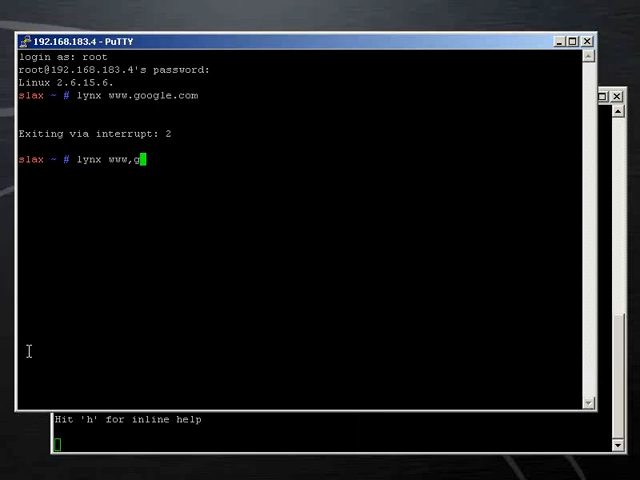 192.168.183.4 - PuTTY
login as: root
root@192.168.183.4's password:
Linux 2.6.15.6.
slax ~ # lynx www.google.com
Exiting via interrupt: 2
slax ~ # lynx www,g
Hit 'h' for inline help